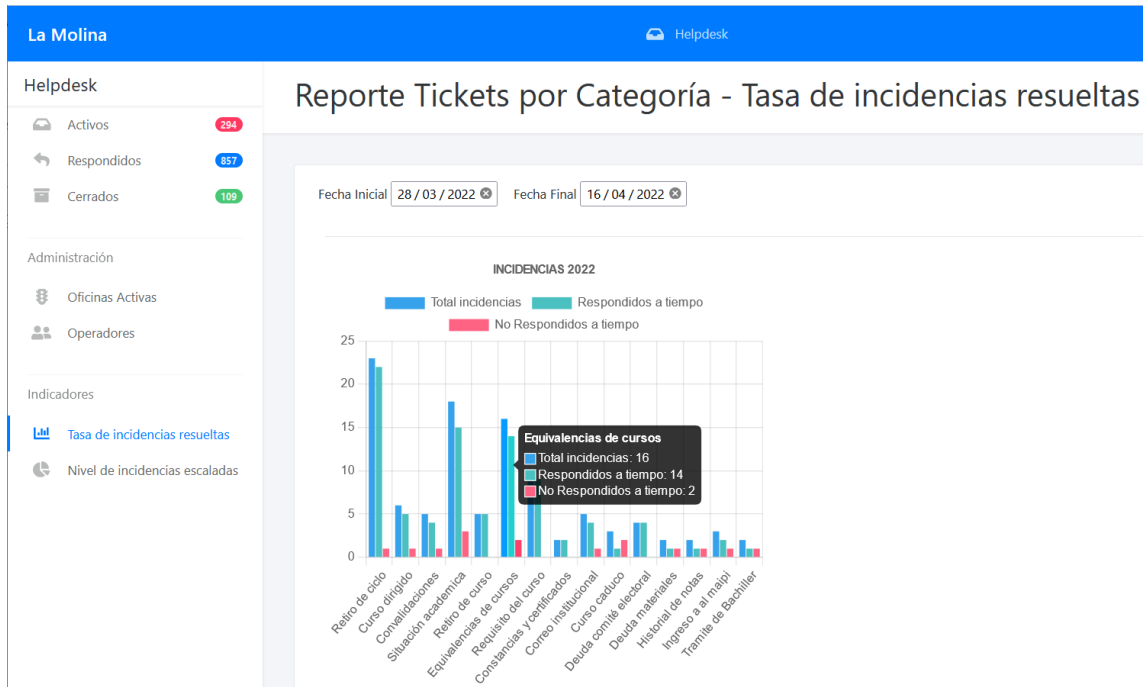 La Molina
Helpdesk
Helpdesk
Activos 294
Respondidos 857
Cerrados 109
Administración
Oficinas Activas
Operadores
Indicadores
Tasa de incidencias resueltas
Nivel de incidencias escaladas
Reporte Tickets por Categoría - Tasa de incidencias resueltas
Fecha Inicial 28 / 03 / 2022 Fecha Final 16 / 04 / 2022
INCIDENCIAS 2022
Total incidencias Respondidos a tiempo
No Respondidos a tiempo
25
20
15
10
5
0
Equivalencias de cursos
Total incidencias: 16
Respondidos a tiempo: 14
No Respondidos a tiempo: 2
Retiro de ciclo
Curso dirigido
Convalidaciones
Situación academica
Retiro de curso
Equivalencias de cursos
Requisito del curso
Constancias y certificados
Correo institucional
Curso caduco
Deuda comité electoral
Deuda materiales
Historial de notas
Ingreso a al maipi
Tramite de Bachiller